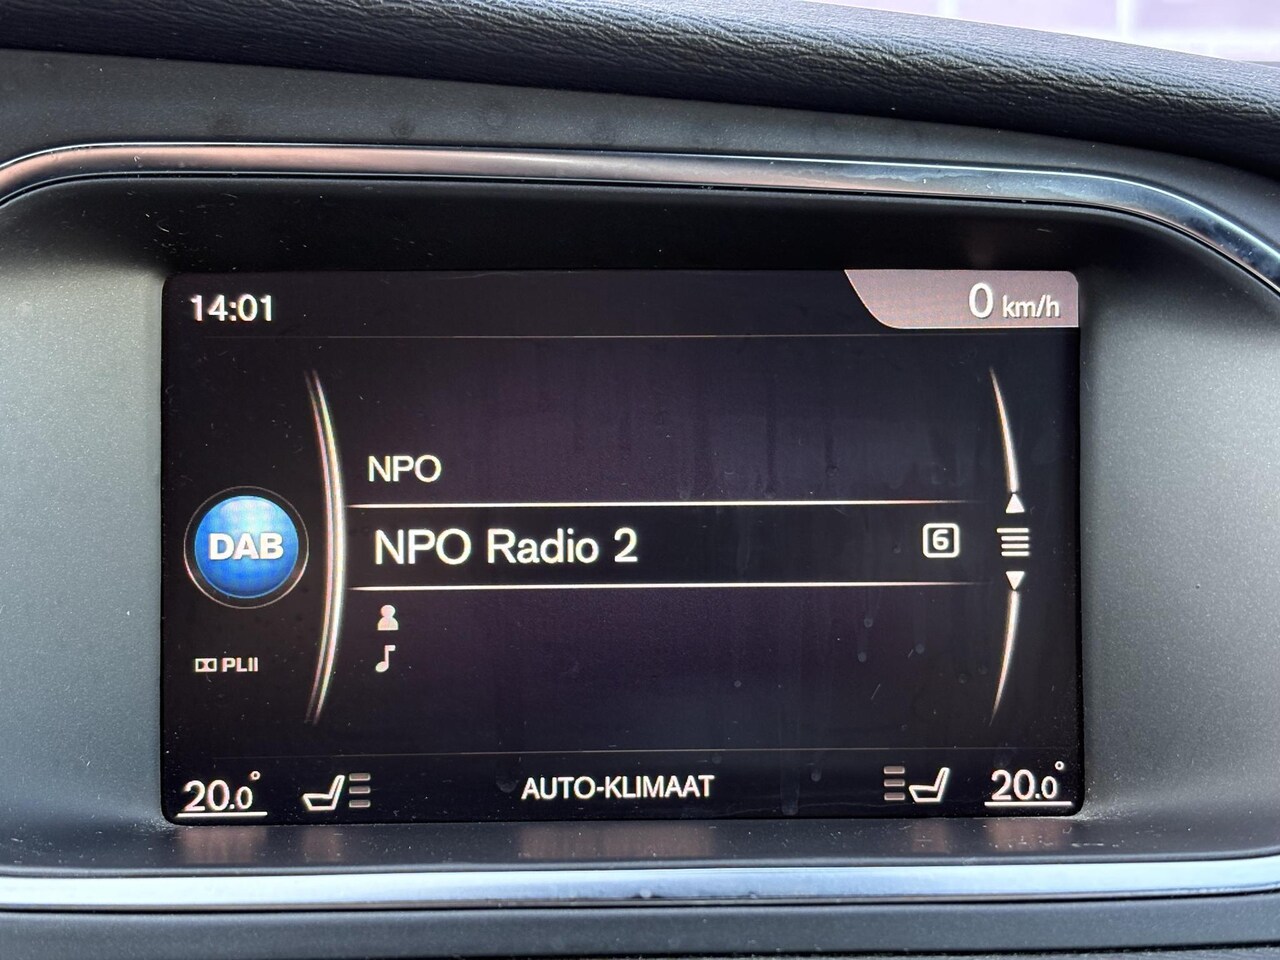 14:01
0 km/h
NPO
NPO Radio 2
6
DAB
PLII
20.0°
AUTO-KLIMAAT
20.0°